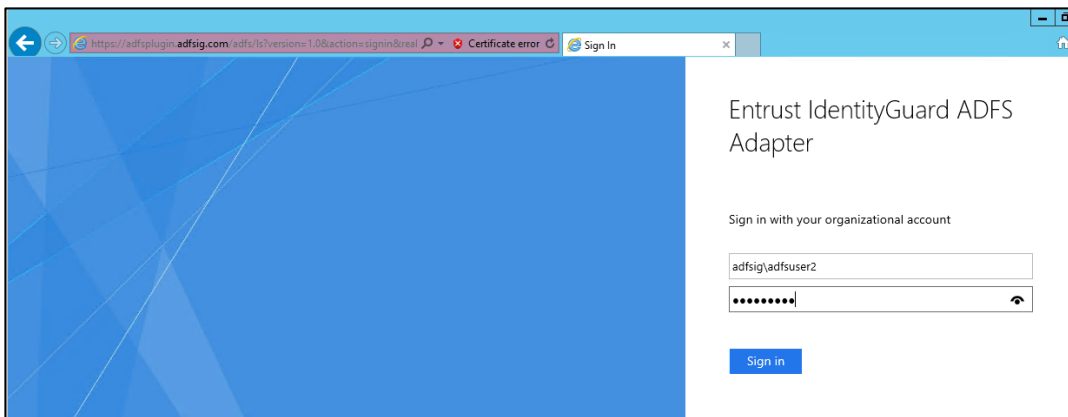 https://adfsplugin.adfsig.com/adfs/ls?version=1.0&action=signin&real
Certificate error
Sign In
Entrust IdentityGuard ADFS
Adapter
Sign in with your organizational account
adfsig\adfsuser2
Sign in